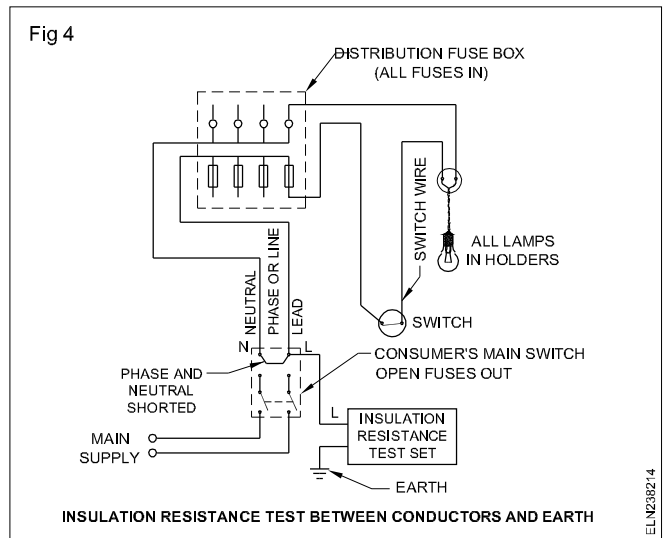 Fig 4
DISTRIBUTION FUSE BOX
(ALL FUSES IN)
SWITCH WIRE
ALL LAMPS
IN HOLDERS
SWITCH
NEUTRAL
PHASE OR LINE
LEAD
N
L
CONSUMER'S MAIN SWITCH
OPEN FUSES OUT
PHASE AND
NEUTRAL
SHORTED
L
INSULATION
RESISTANCE
TEST SET
MAIN
SUPPLY
EARTH
INSULATION RESISTANCE TEST BETWEEN CONDUCTORS AND EARTH
ELN238214